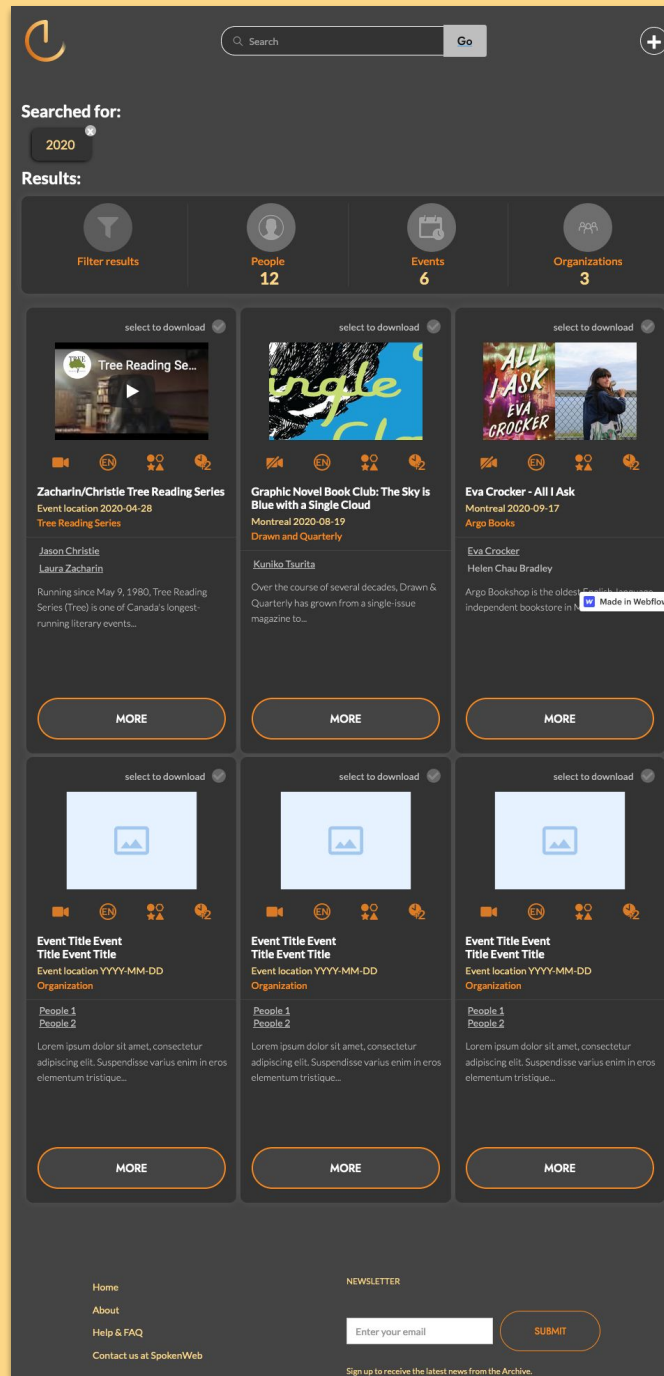 Search
Go
Searched for:
2020
Results:
Filter results
People
12
Events
6
Organizations
3
select to download
TREE
Tree Reading Se...
EN
2
Zacharin/Christie Tree Reading Series
Event location 2020-04-28
Tree Reading Series
Jason Christie
Laura Zacharin
Running since May 9, 1980, Tree Reading
Series (Tree) is one of Canada's longest-
running literary events...
MORE
select to download
ingle
Clo
EN
2
Graphic Novel Book Club: The Sky is
Blue with a Single Cloud
Montreal 2020-08-19
Drawn and Quarterly
Kuniko Tsurita
Over the course of several decades, Drawn &
Quarterly has grown from a single-issue
magazine to...
MORE
select to download
ALL
I ASK
EVA
CROCKER
EN
2
Eva Crocker - All I Ask
Montreal 2020-09-17
Argo Books
Eva Crocker
Helen Chau Bradley
Argo Bookshop is the oldest English-language
independent bookstore in
Made in Webflow
MORE
select to download
EN
2
Event Title Event
Title Event Title
Event location YYYY-MM-DD
Organization
People 1
People 2
Lorem ipsum dolor sit amet, consectetur
adipiscing elit. Suspendisse varius enim in eros
elementum tristique...
MORE
select to download
EN
2
Event Title Event
Title Event Title
Event location YYYY-MM-DD
Organization
People 1
People 2
Lorem ipsum dolor sit amet, consectetur
adipiscing elit. Suspendisse varius enim in eros
elementum tristique...
MORE
select to download
EN
2
Event Title Event
Title Event Title
Event location YYYY-MM-DD
Organization
People 1
People 2
Lorem ipsum dolor sit amet, consectetur
adipiscing elit. Suspendisse varius enim in eros
elementum tristique...
MORE
Home
About
Help & FAQ
Contact us at SpokenWeb
NEWSLETTER
Enter your email
SUBMIT
Sign up to receive the latest news from the Archive.